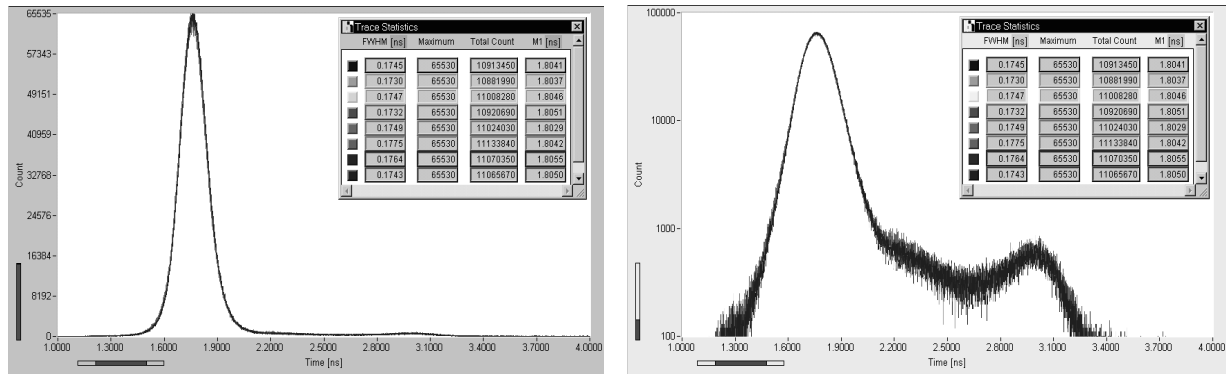 65535
57343
49151
40959
32768
24576
16384
8192
0
Count
1.0000 1.3000 1.6000 1.9000 2.2000 2.5000 2.8000 3.1000 3.4000 3.7000 4.0000
Time [ns]
Trace Statistics
FWHM [ns] Maximum Total Count M1 [ns]
0.1745 65530 10913450 1.8041
0.1730 65530 10881990 1.8037
0.1747 65530 11008280 1.8046
0.1732 65530 10920690 1.8051
0.1749 65530 11024030 1.8029
0.1775 65530 11133840 1.8042
0.1764 65530 11070350 1.8055
0.1743 65530 11065670 1.8050
100000
10000
1000
100
Count
1.0000 1.3000 1.6000 1.9000 2.2000 2.5000 2.8000 3.1000 3.4000 3.7000 4.0000
Time [ns]
Trace Statistics
FWHM [ns] Maximum Total Count M1 [ns]
0.1745 65530 10913450 1.8041
0.1730 65530 10881990 1.8037
0.1747 65530 11008280 1.8046
0.1732 65530 10920690 1.8051
0.1749 65530 11024030 1.8029
0.1775 65530 11133840 1.8042
0.1764 65530 11070350 1.8055
0.1743 65530 11065670 1.8050